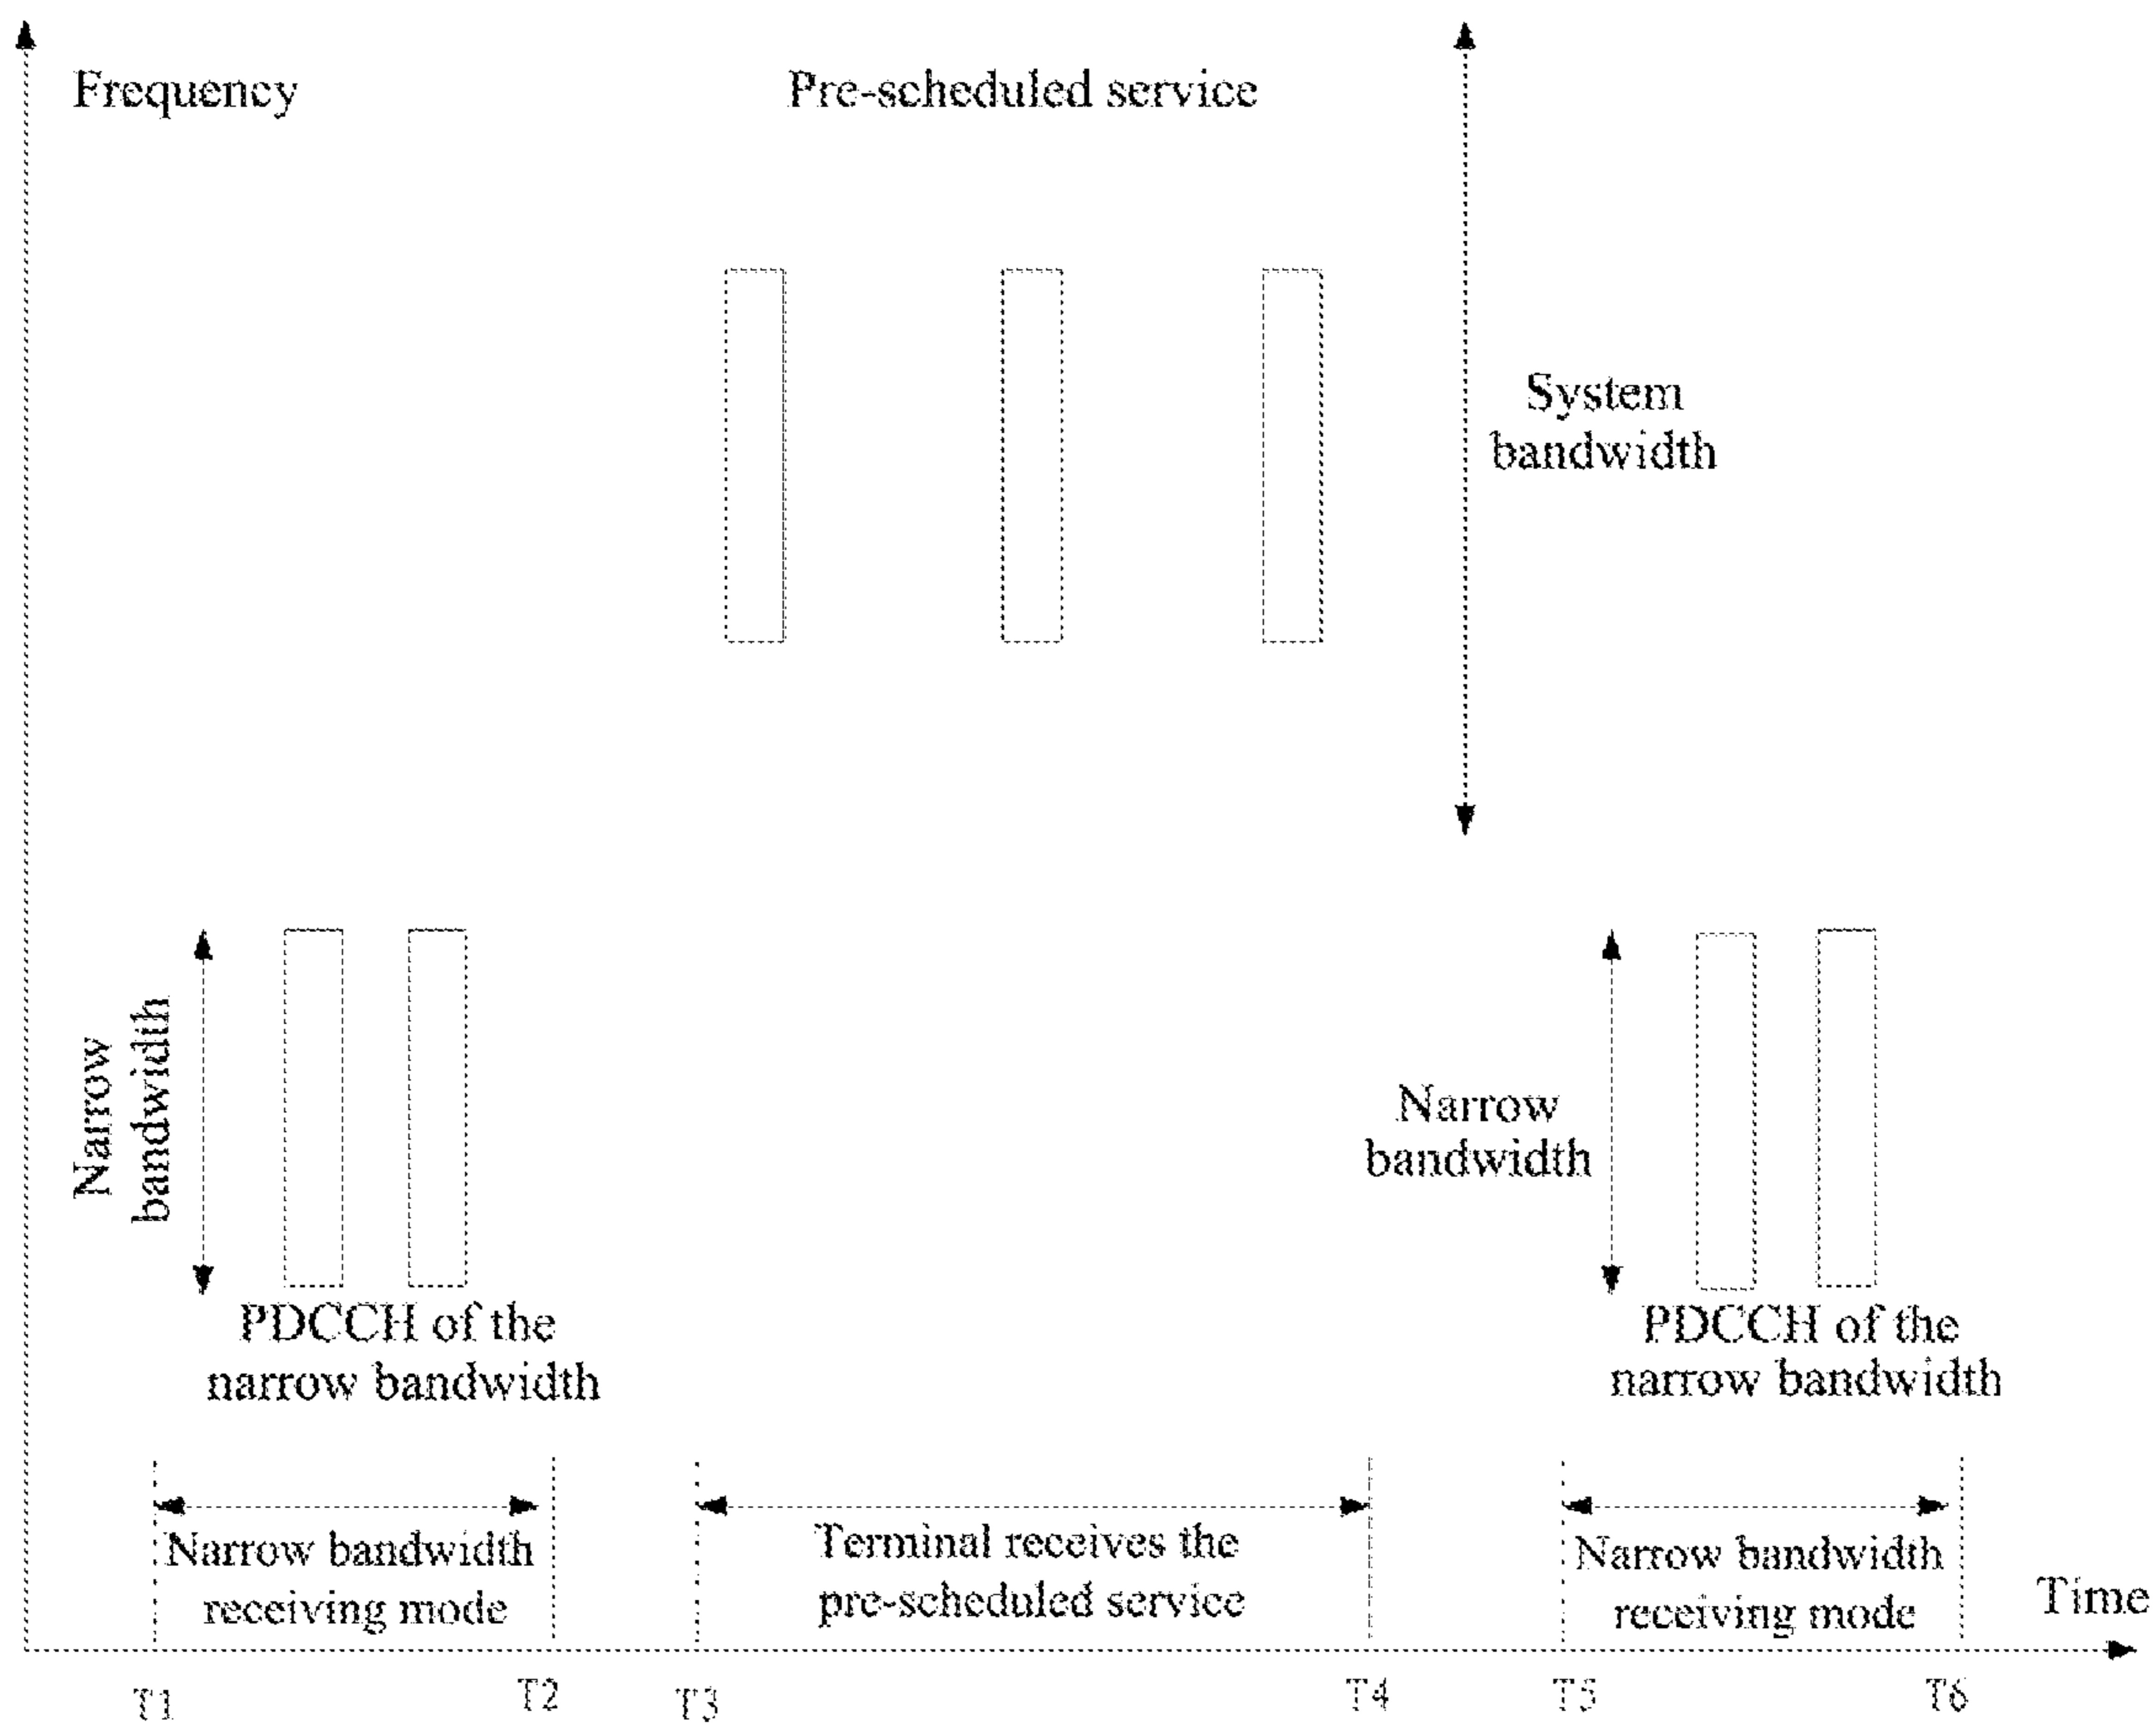 Frequency
Pre-scheduled service
System
bandwidth
Narrow
bandwidth
PDCCH of the
narrow bandwidth
Narrow
bandwidth
PDCCH of the
narrow bandwidth
Narrow bandwidth
receiving mode
Terminal receives the
pre-scheduled service
Narrow bandwidth
receiving mode
Time
T1
T2
T3
T4
T5
T6